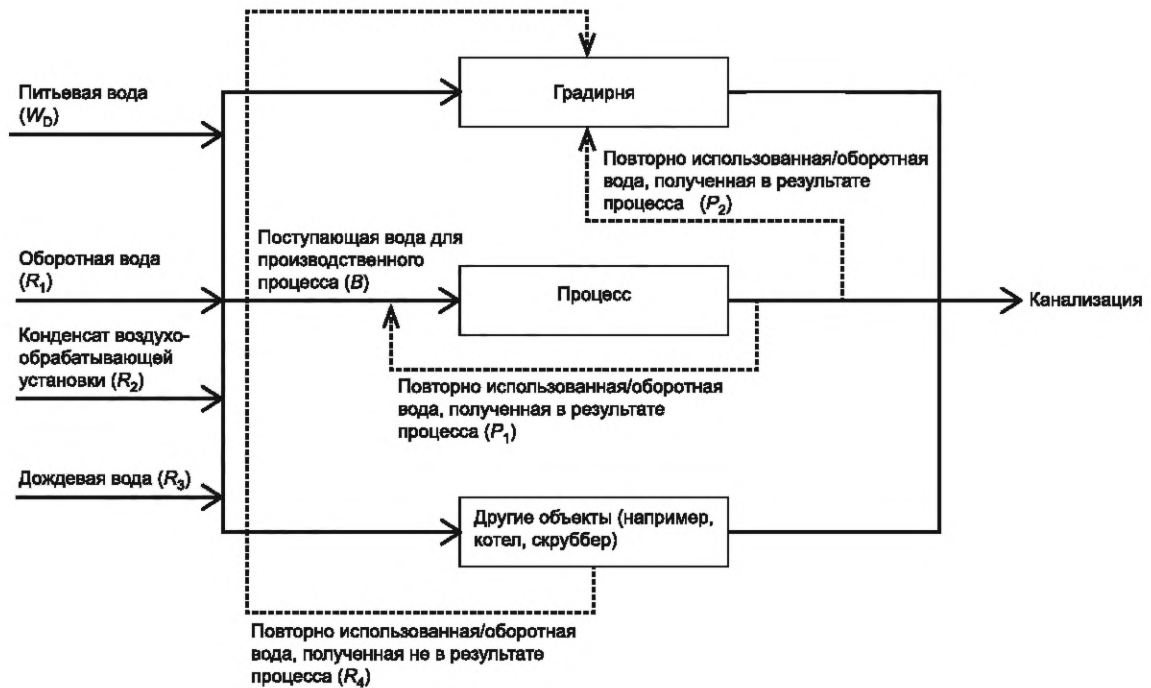 Градирня
Питьевая вода
(W_D)
Повторно использованная/оборотная
вода, полученная в результате
процесса (P_2)
Поступающая вода для
производственного
процесса (B)
Оборотная вода
(R_1)
Процесс
Канализация
Конденсат воздухо-
обрабатывающей
установки (R_2)
Повторно использованная/оборотная
вода, полученная в результате
процесса (P_1)
Дождевая вода (R_3)
Другие объекты (например,
котел, скруббер)
Повторно использованная/оборотная
вода, полученная не в результате
процесса (R_4)